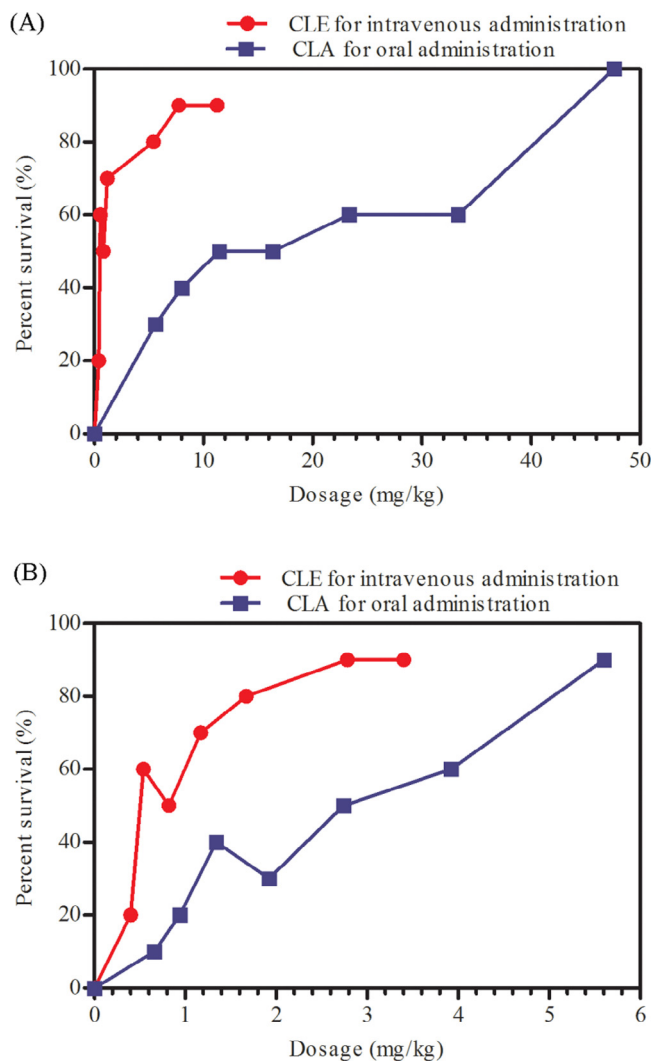 (A)
CLE for intravenous administration
CLA for oral administration
100
80
60
40
20
0
Percent survival (%)
0 10 20 30 40 50
Dosage (mg/kg)
(B)
CLE for intravenous administration
CLA for oral administration
100
80
60
40
20
0
Percent survival (%)
0 1 2 3 4 5 6
Dosage (mg/kg)